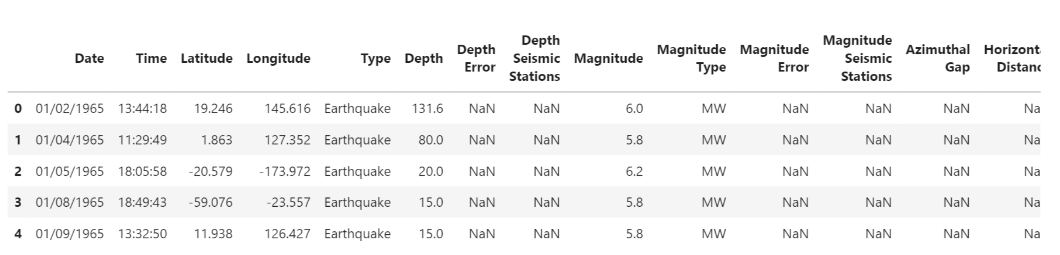 Date Time Latitude Longitude Type Depth Depth Error Depth Seismic Stations Magnitude Magnitude Type Magnitude Error Magnitude Seismic Stations Azimuthal Gap
0 01/02/1965 13:44:18 19.246 145.616 Earthquake 131.6 NaN NaN 6.0 MW NaN NaN NaN Na
1 01/04/1965 11:29:49 1.863 127.352 Earthquake 80.0 NaN NaN 5.8 MW NaN NaN NaN Na
2 01/05/1965 18:05:58 -20.579 -173.972 Earthquake 20.0 NaN NaN 6.2 MW NaN NaN NaN Na
3 01/08/1965 18:49:43 -59.076 -23.557 Earthquake 15.0 NaN NaN 5.8 MW NaN NaN NaN Na
4 01/09/1965 13:32:50 11.938 126.427 Earthquake 15.0 NaN NaN 5.8 MW NaN NaN NaN Na